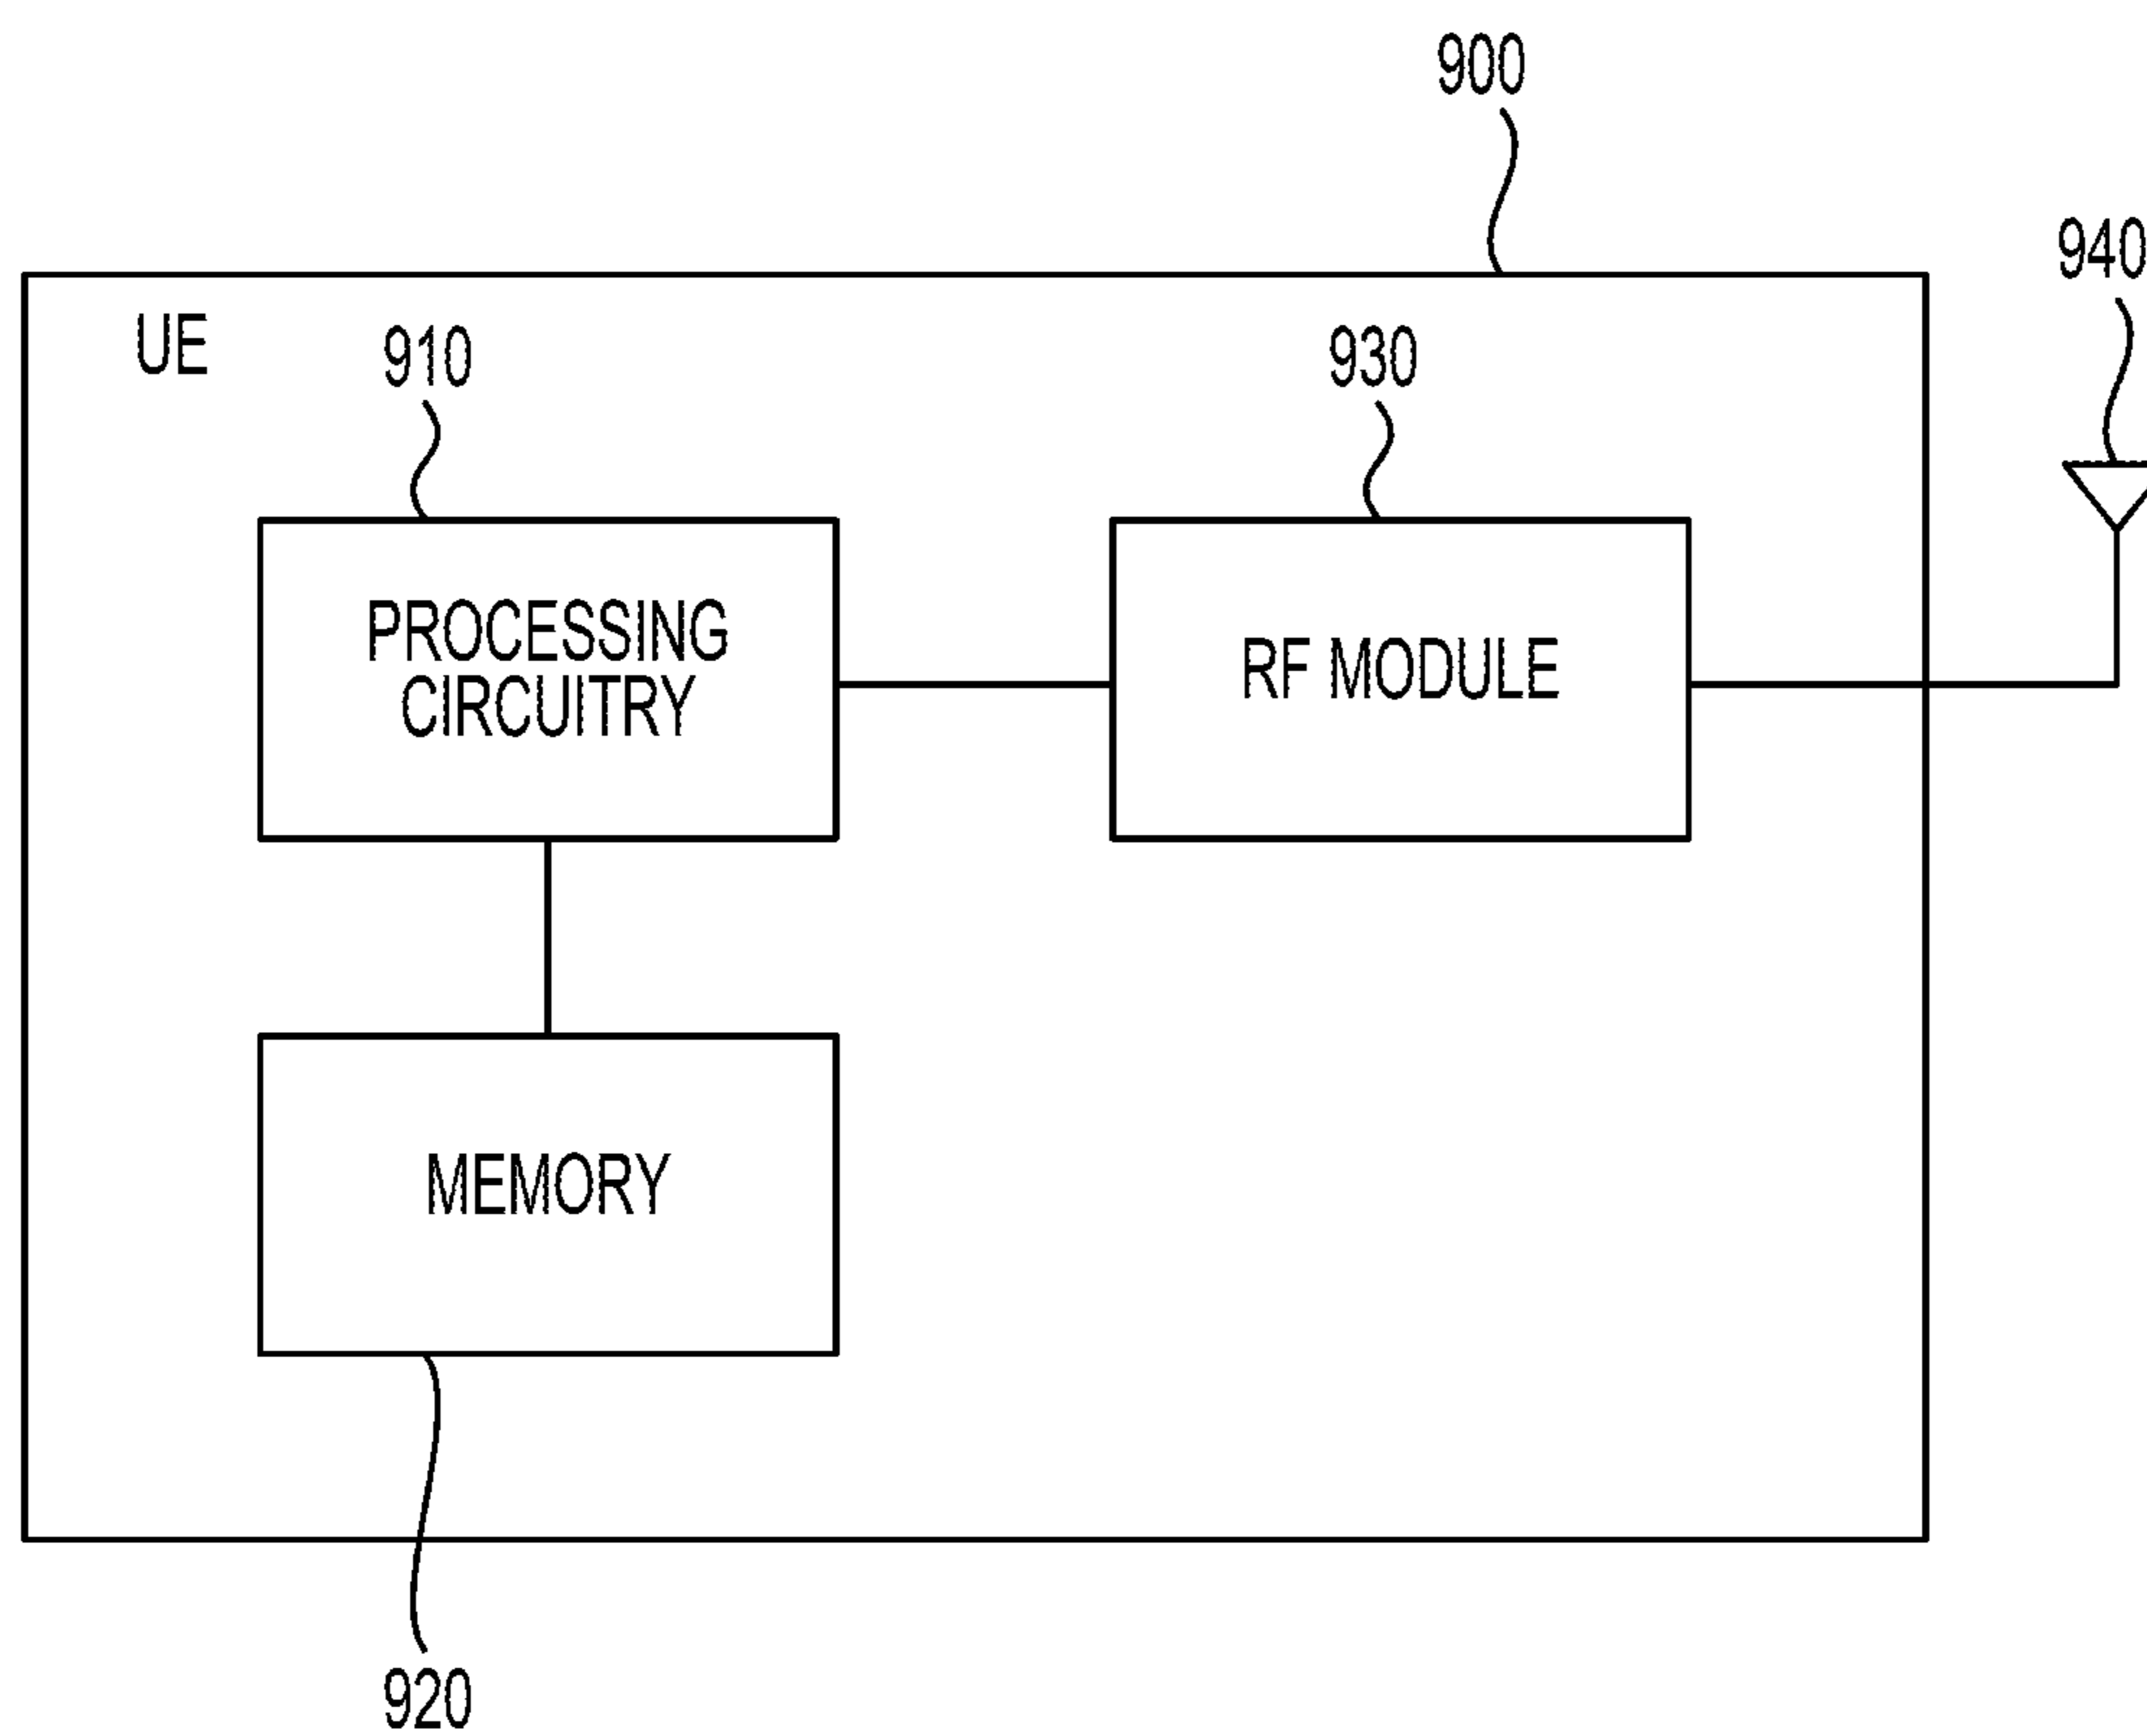 900
940
UE
910
930
PROCESSING
CIRCUITRY
RF MODULE
MEMORY
920